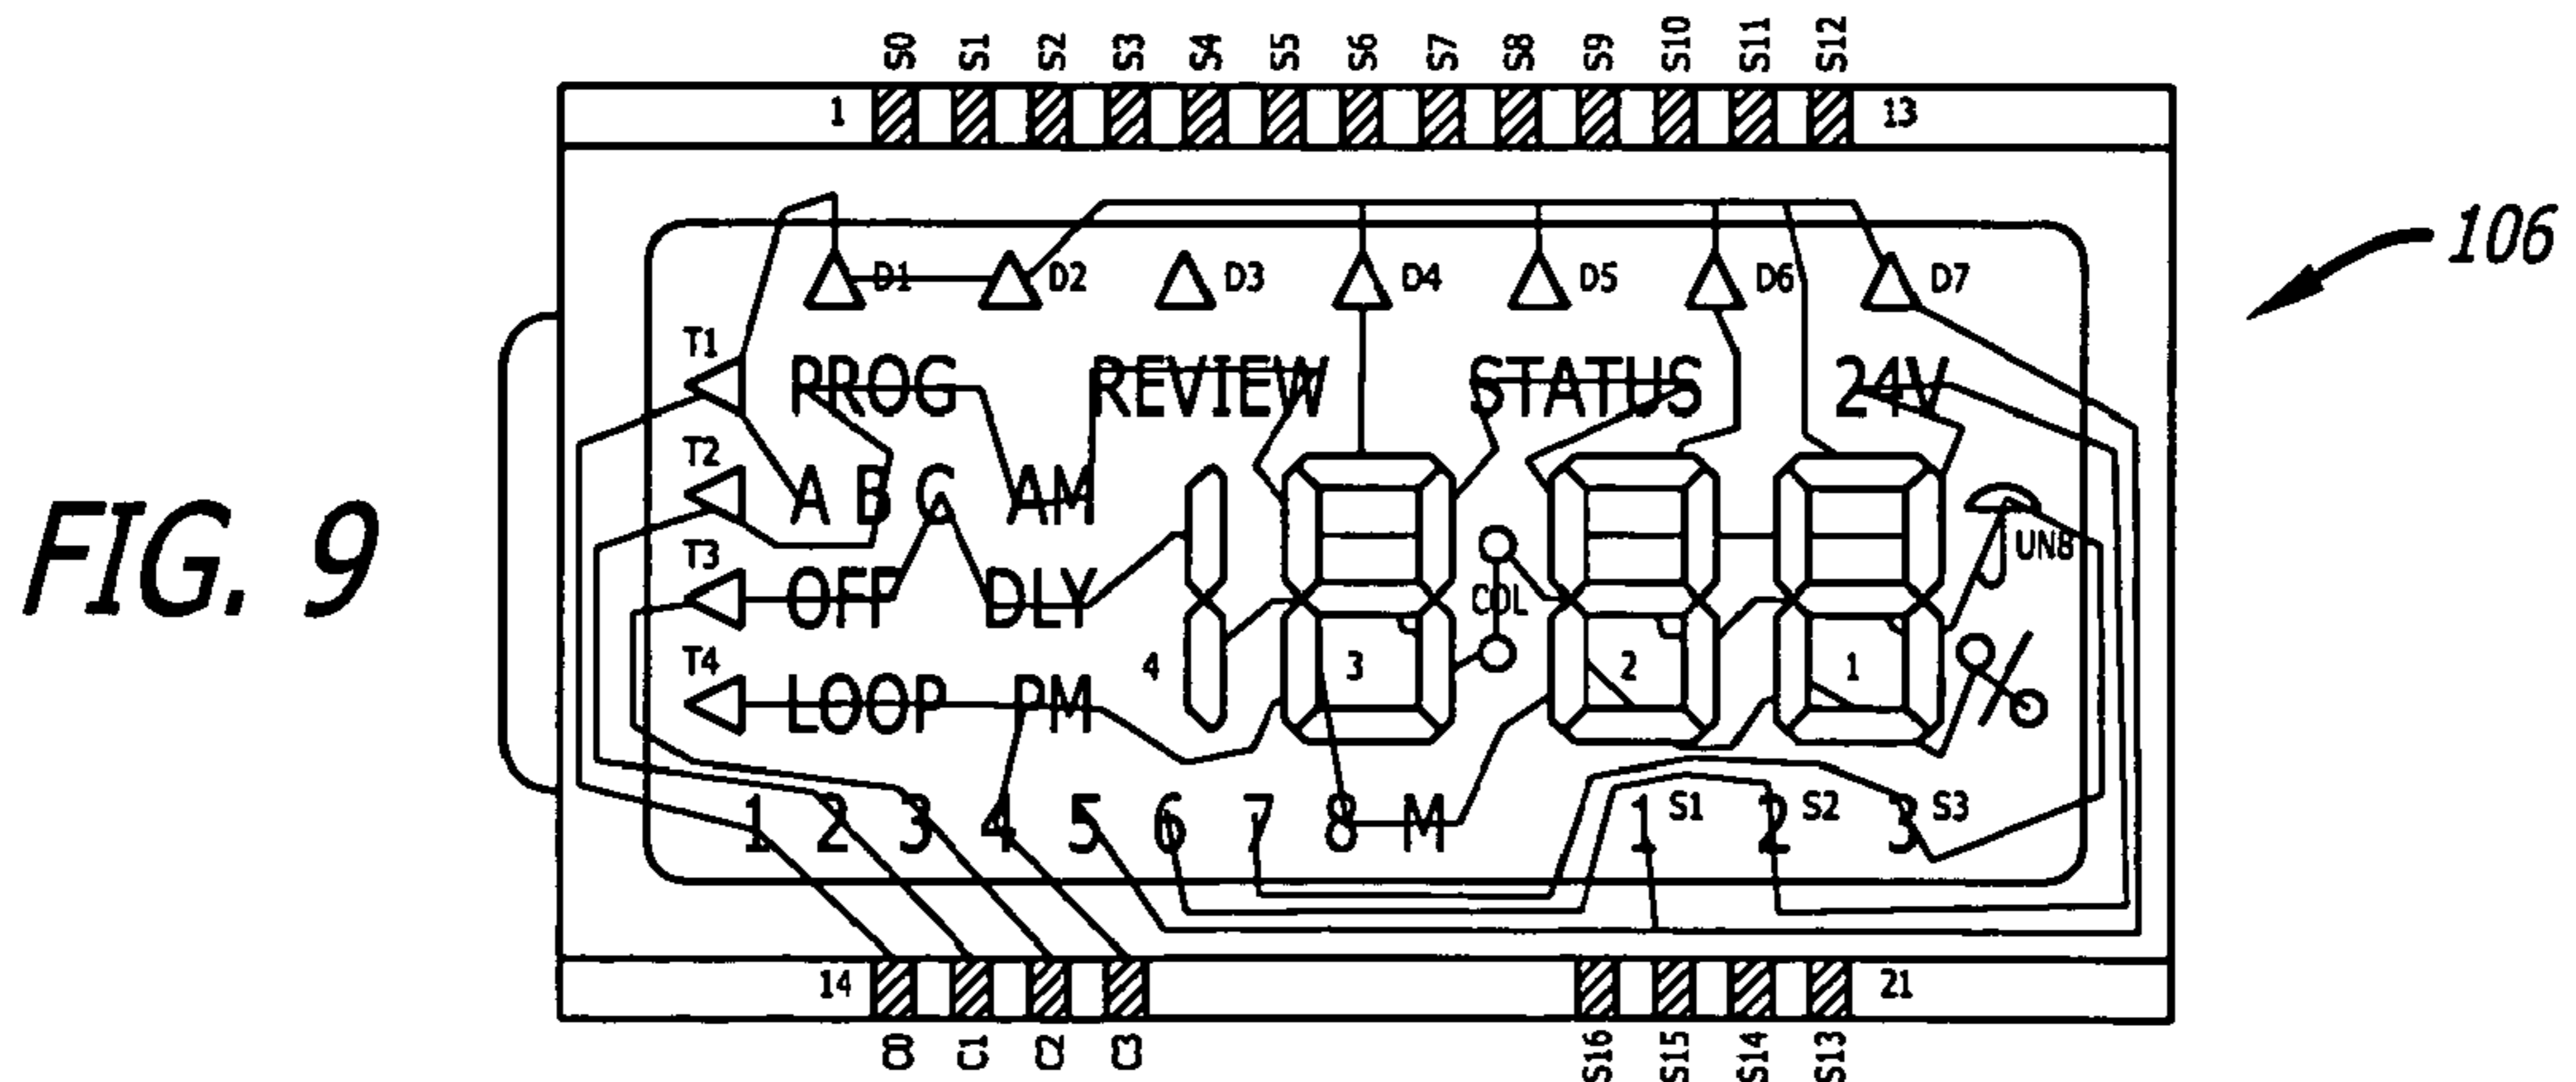 S0 S1 S2 S3 S4 S5 S6 S7 S8 S9 S10 S11 S12
1 13
106
D1 D2 D3 D4 D5 D6 D7
T1 PROG REVIEW STATUS 24V
T2 A B C AM
UNB
T3 OFF DLY COL
T4 LOOP PM 4 3 2 1 %
1 2 3 4 5 6 7 8 M 1 S1 2 S2 3 S3
14 21
C0 C1 C2 C3 S16 S15 S14 S13
FIG. 9